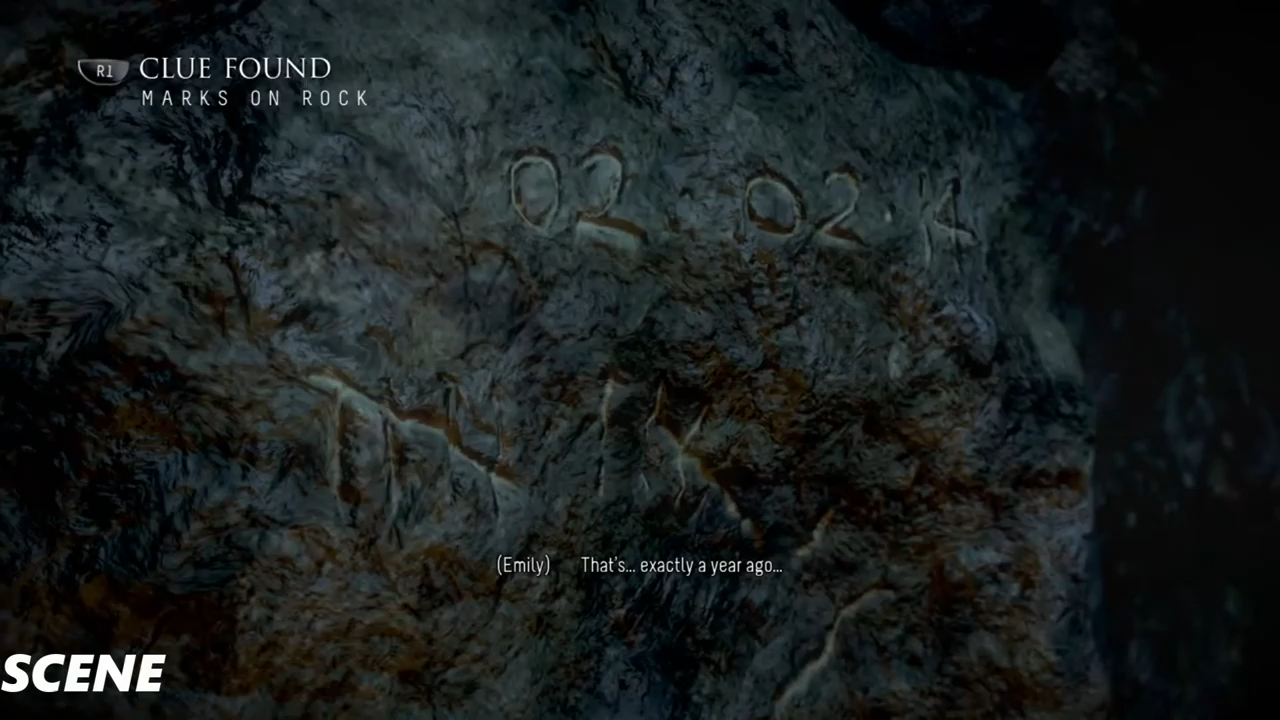 R1 CLUE FOUND
MARKS ON ROCK
02 . 02 . 14
(Emily) That's... exactly a year ago...
SCENE